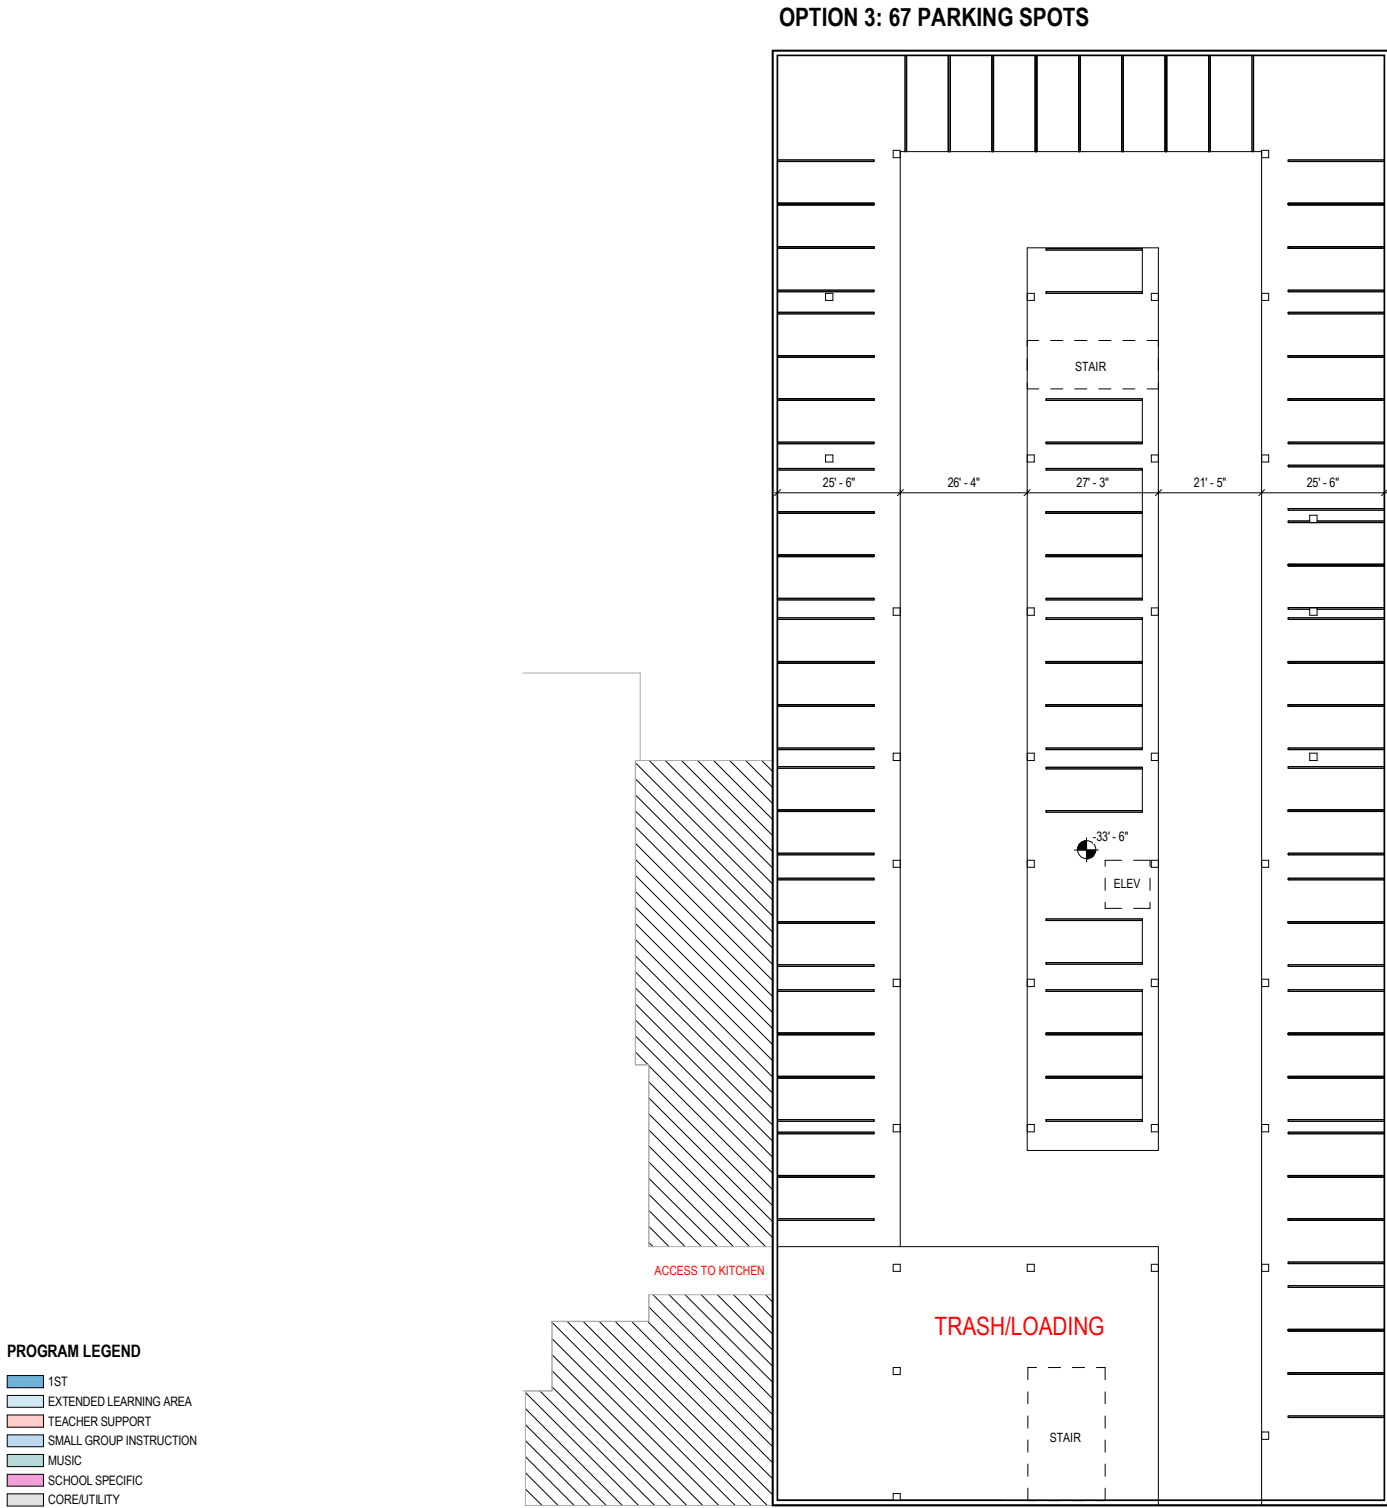 OPTION 3: 67 PARKING SPOTS
STAIR
25' - 6"
26' - 4"
27' - 3"
21' - 5"
25' - 6"
-33' - 6"
ELEV
ACCESS TO KITCHEN
TRASH/LOADING
STAIR
PROGRAM LEGEND
1ST
EXTENDED LEARNING AREA
TEACHER SUPPORT
SMALL GROUP INSTRUCTION
MUSIC
SCHOOL SPECIFIC
CORE/UTILITY